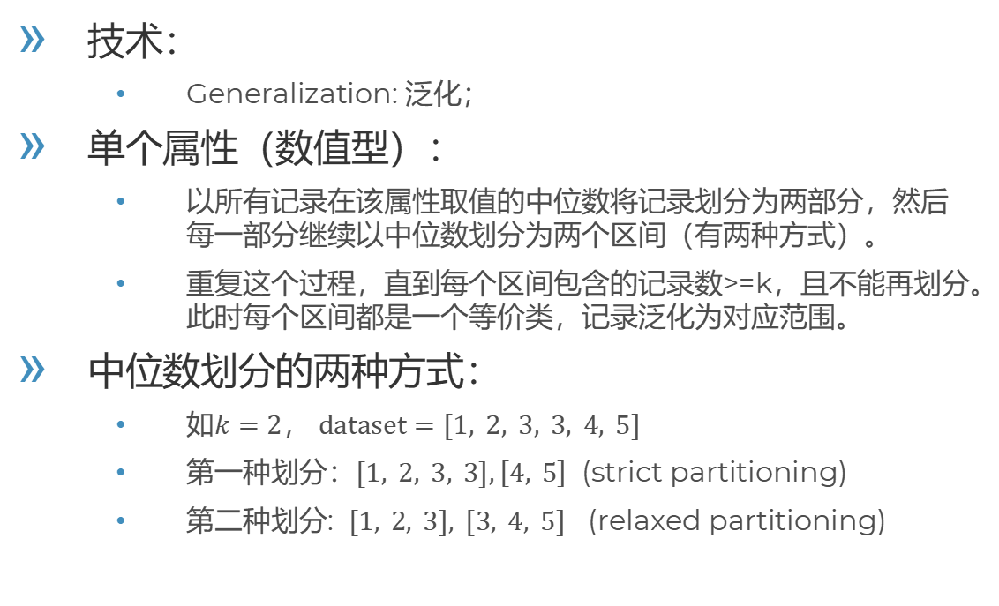 技术：
Generalization: 泛化；
单个属性（数值型）：
以所有记录在该属性取值的中位数将记录划分为两部分，然后
每一部分继续以中位数划分为两个区间（有两种方式）。
重复这个过程，直到每个区间包含的记录数>=k，且不能再划分。
此时每个区间都是一个等价类，记录泛化为对应范围。
中位数划分的两种方式：
如k = 2， dataset = [1, 2, 3, 3, 4, 5]
第一种划分：[1, 2, 3, 3], [4, 5] (strict partitioning)
第二种划分: [1, 2, 3], [3, 4, 5] (relaxed partitioning)